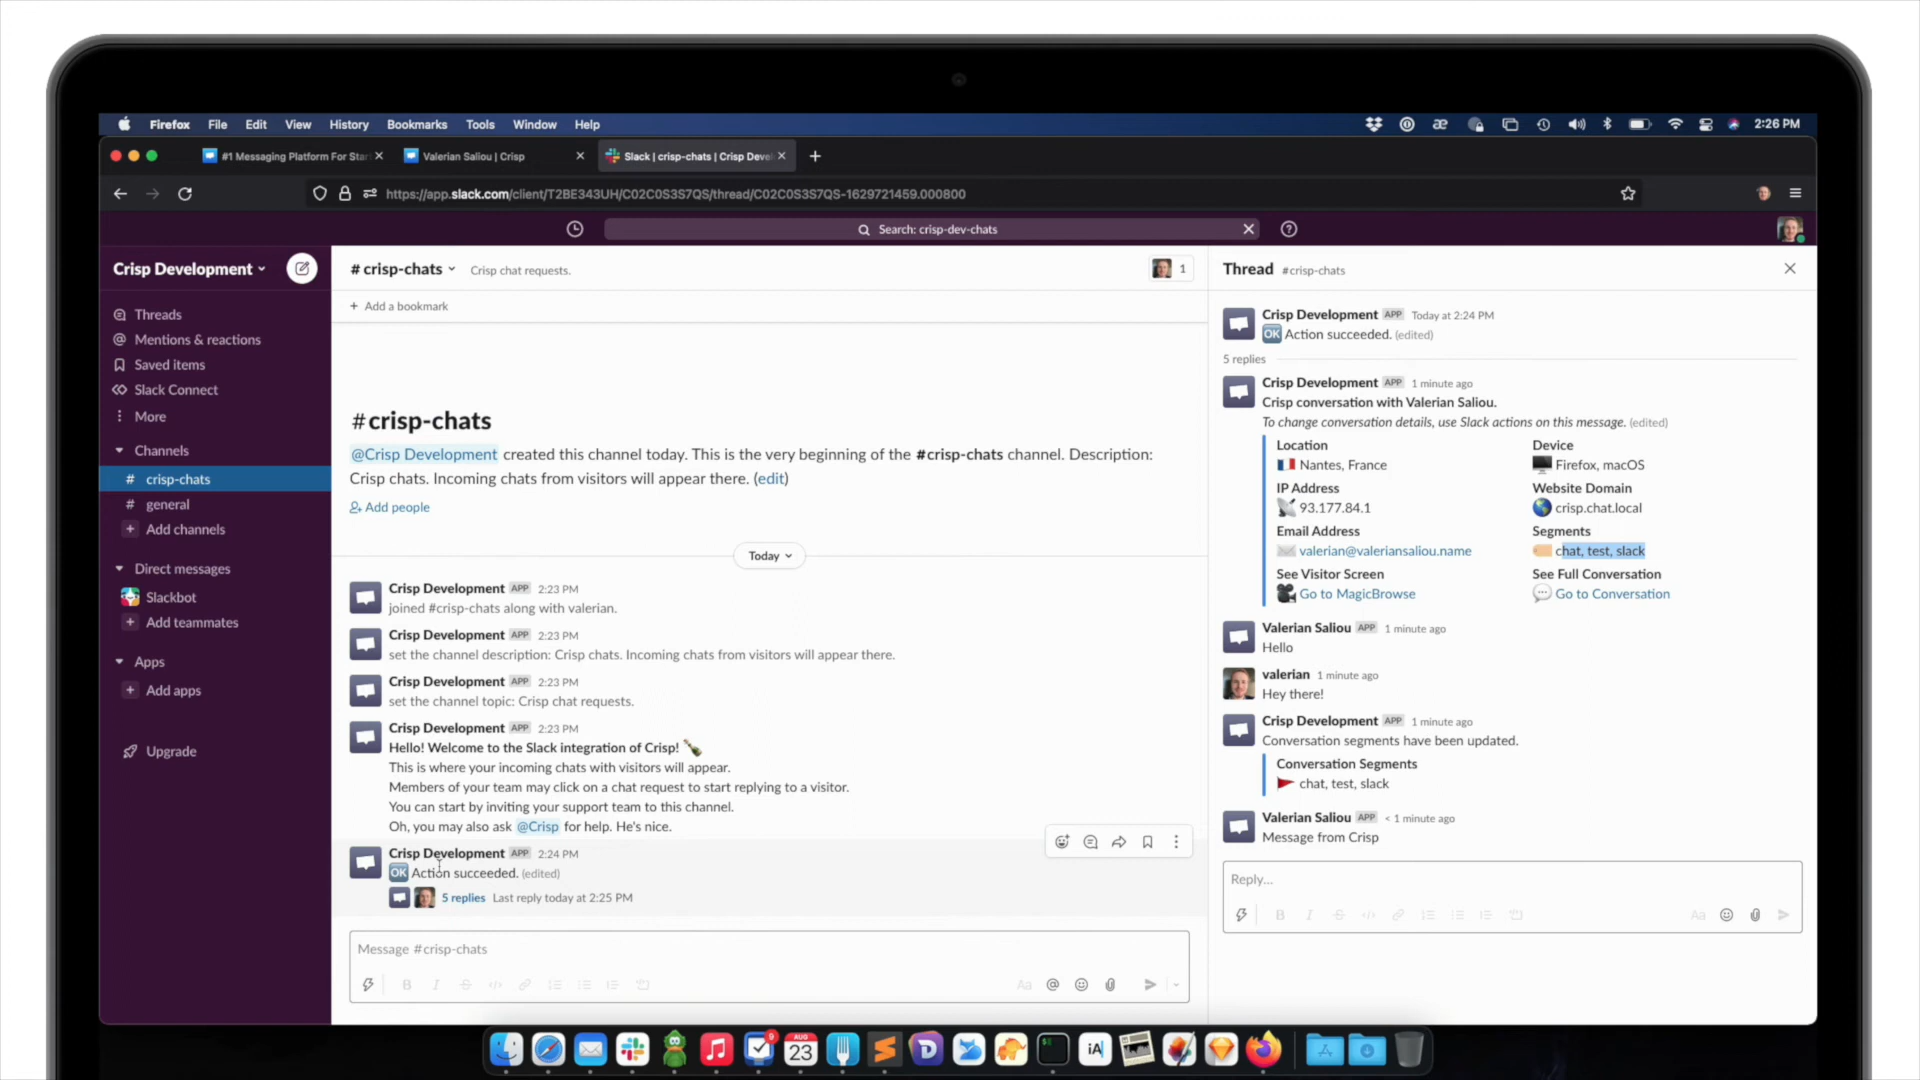 Firefox File Edit View History Bookmarks Tools Window Help
2:26 PM
#1 Messaging Platform For Star
Valerian Saliou | Crisp
Slack | crisp-chats | Crisp Deve
https://app.slack.com/client/T2BE343UH/C02C0S3S7QS/thread/C02C0S3S7QS-1629721459.000800
Search: crisp-dev-chats
Crisp Development
Threads
Mentions & reactions
Saved items
Slack Connect
More
Channels
# crisp-chats
# general
+ Add channels
Direct messages
Slackbot
+ Add teammates
Apps
+ Add apps
Upgrade
# crisp-chats
Crisp chat requests.
1
+ Add a bookmark
#crisp-chats
@Crisp Development created this channel today. This is the very beginning of the #crisp-chats channel. Description:
Crisp chats. Incoming chats from visitors will appear there. (edit)
Add people
Today
Crisp Development APP 2:23 PM
joined #crisp-chats along with valerian.
Crisp Development APP 2:23 PM
set the channel description: Crisp chats. Incoming chats from visitors will appear there.
Crisp Development APP 2:23 PM
set the channel topic: Crisp chat requests.
Crisp Development APP 2:23 PM
Hello! Welcome to the Slack integration of Crisp!
This is where your incoming chats with visitors will appear.
Members of your team may click on a chat request to start replying to a visitor.
You can start by inviting your support team to this channel.
Oh, you may also ask @Crisp for help. He's nice.
Crisp Development APP 2:24 PM
OK Action succeeded. (edited)
5 replies Last reply today at 2:25 PM
Message #crisp-chats
B I S
Aa @
Thread #crisp-chats
Crisp Development APP Today at 2:24 PM
OK Action succeeded. (edited)
5 replies
Crisp Development APP 1 minute ago
Crisp conversation with Valerian Saliou.
To change conversation details, use Slack actions on this message. (edited)
Location
Nantes, France
Device
Firefox, macOS
IP Address
93.177.84.1
Website Domain
crisp.chat.local
Email Address
valerian@valeriansaliou.name
Segments
chat, test, slack
See Visitor Screen
Go to MagicBrowse
See Full Conversation
Go to Conversation
Valerian Saliou APP 1 minute ago
Hello
valerian 1 minute ago
Hey there!
Crisp Development APP 1 minute ago
Conversation segments have been updated.
Conversation Segments
chat, test, slack
Valerian Saliou APP < 1 minute ago
Message from Crisp
Reply...
B I S
Aa
AUG
23
iA